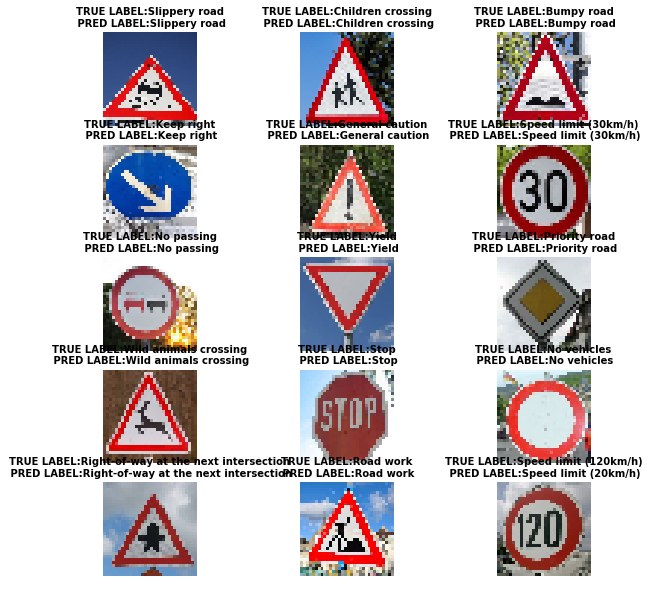 TRUE LABEL:Slippery road
PRED LABEL:Slippery road
TRUE LABEL:Children crossing
PRED LABEL:Children crossing
TRUE LABEL:Bumpy road
PRED LABEL:Bumpy road
TRUE LABEL:Keep right
PRED LABEL:Keep right
TRUE LABEL:General caution
PRED LABEL:General caution
TRUE LABEL:Speed limit (30km/h)
PRED LABEL:Speed limit (30km/h)
30
TRUE LABEL:No passing
PRED LABEL:No passing
TRUE LABEL:Yield
PRED LABEL:Yield
TRUE LABEL:Priority road
PRED LABEL:Priority road
TRUE LABEL:Wild animals crossing
PRED LABEL:Wild animals crossing
TRUE LABEL:Stop
PRED LABEL:Stop
STOP
TRUE LABEL:No vehicles
PRED LABEL:No vehicles
TRUE LABEL:Right-of-way at the next intersection
PRED LABEL:Right-of-way at the next intersection
TRUE LABEL:Road work
PRED LABEL:Road work
TRUE LABEL:Speed limit (120km/h)
PRED LABEL:Speed limit (20km/h)
120